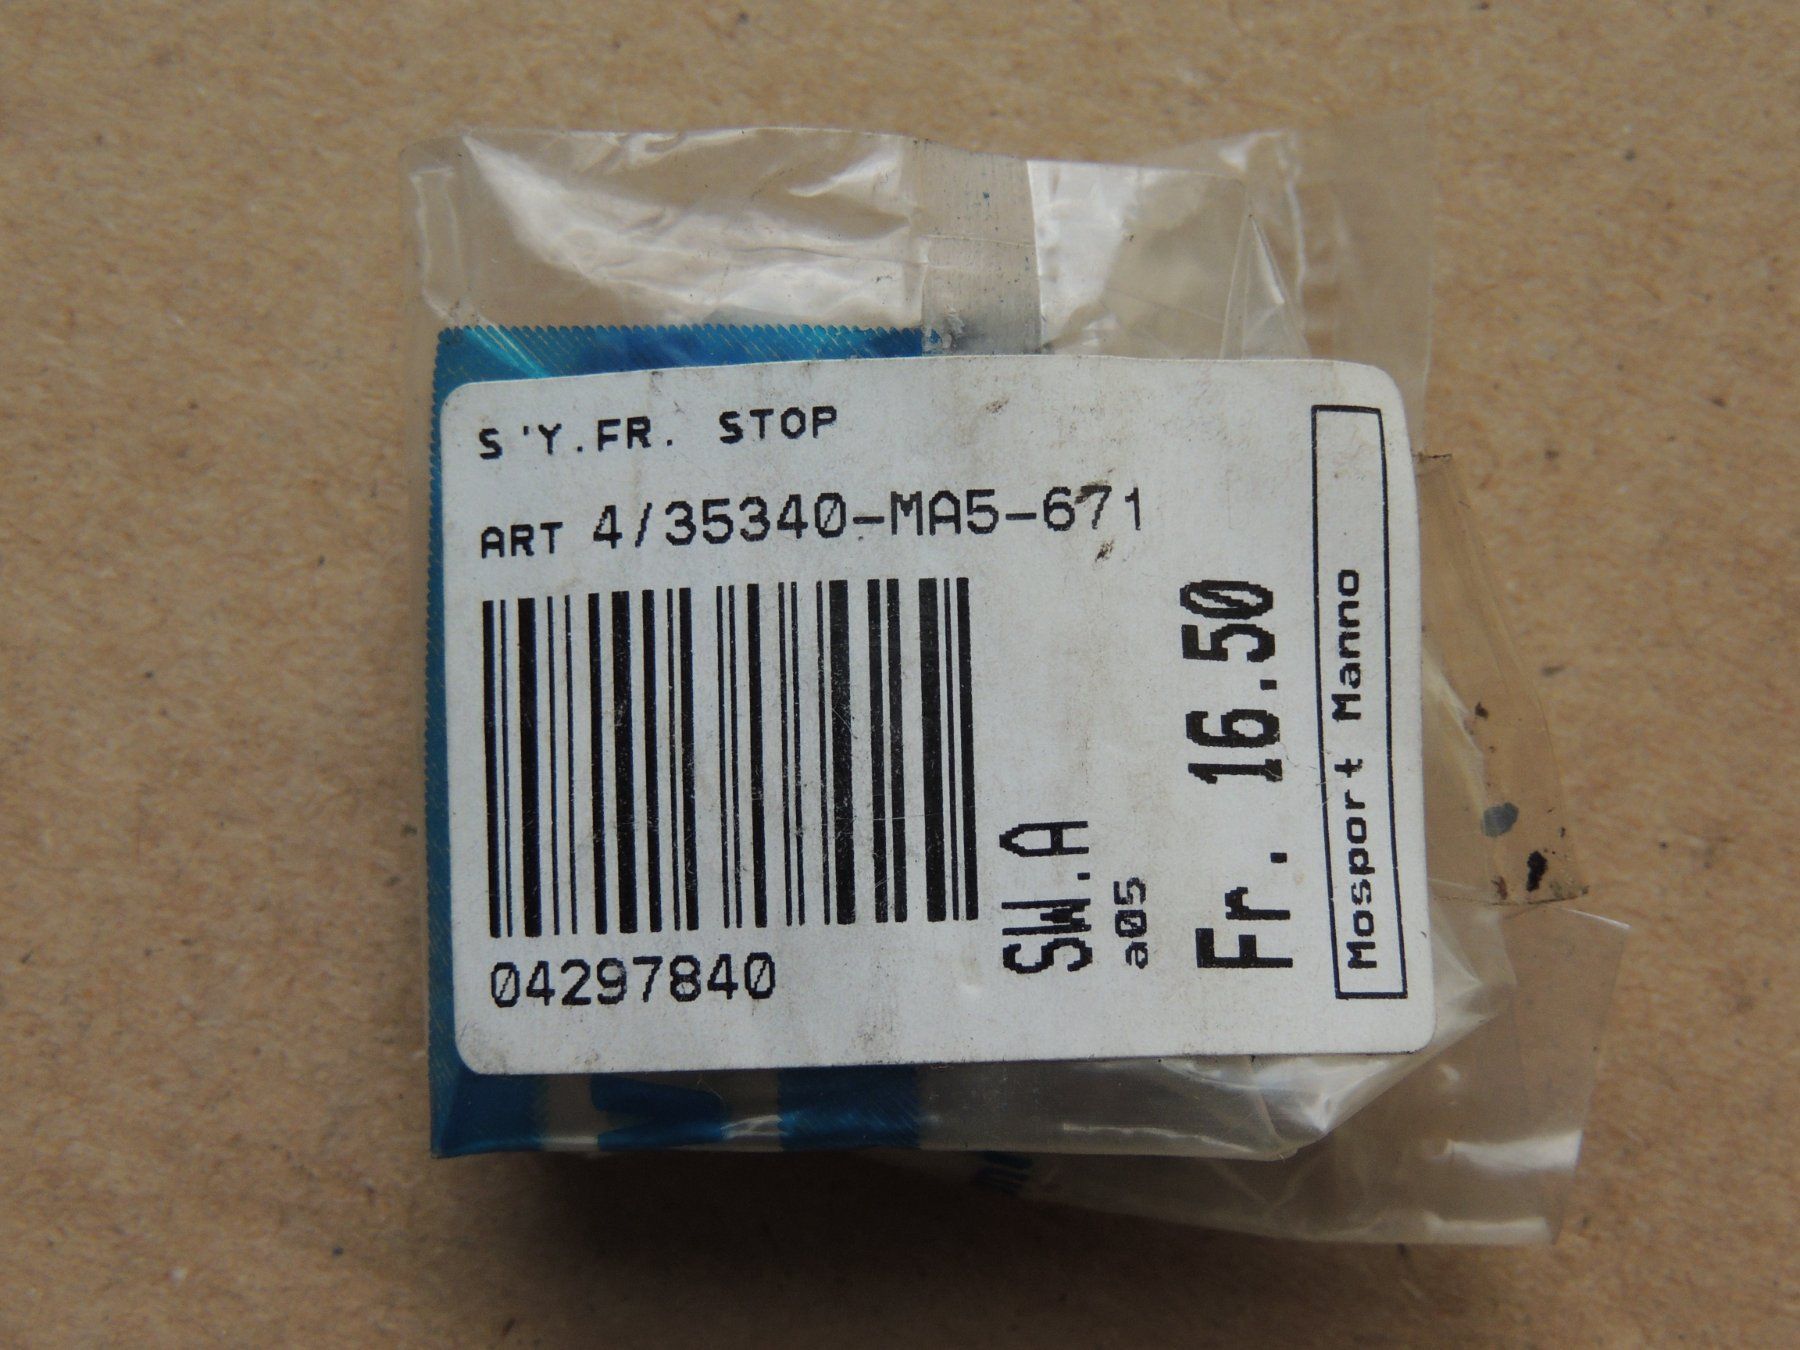 S'Y.FR. STOP
ART 4/35340-MA5-671
04297840
SW.A
a05
Fr. 16.50
Mosport Manno